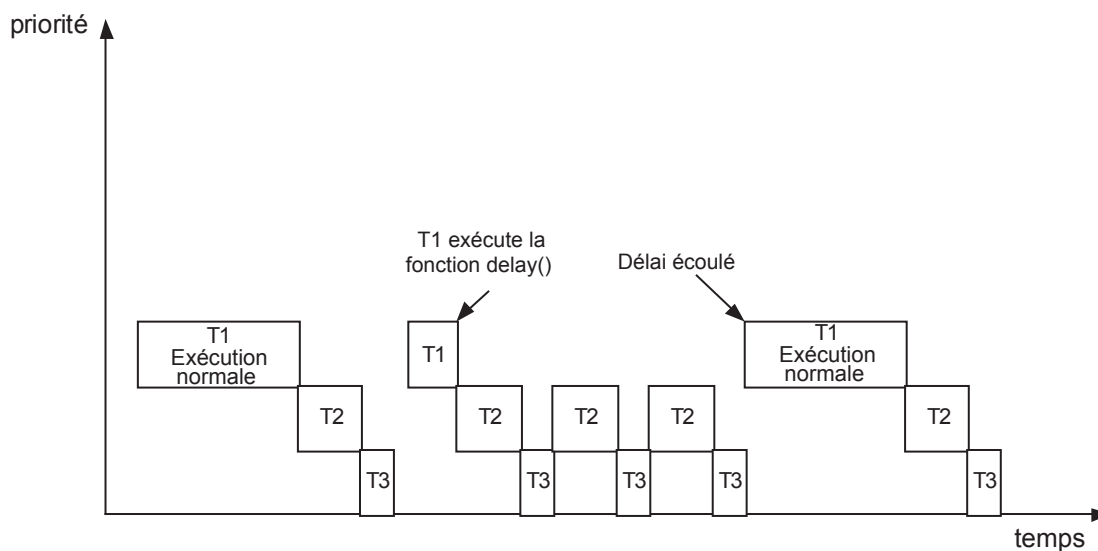 priorité
T1 exécute la
fonction delay()
Délai écoulé
T1
Exécution
normale
T1
T1
Exécution
normale
T2
T2
T2
T2
T2
T3
T3
T3
T3
T3
temps